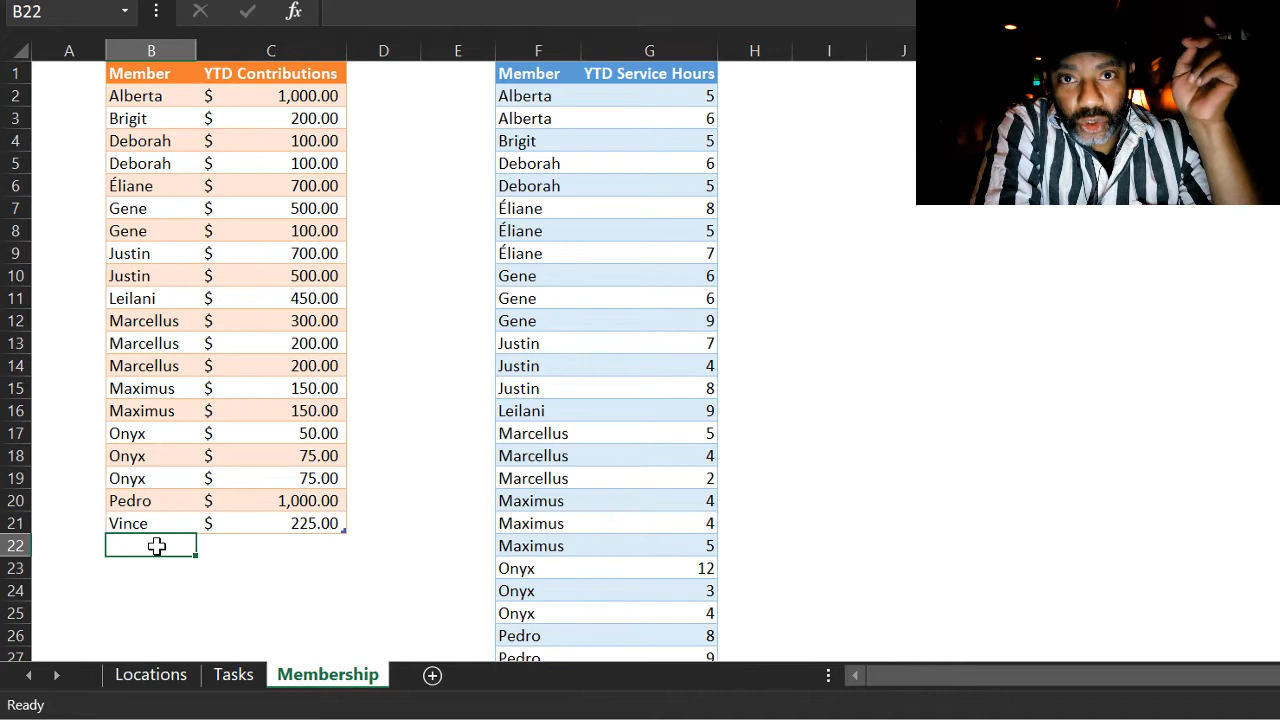 B22
fx
A B C D E F G H I J
1 Member YTD Contributions Member YTD Service Hours
2 Alberta $ 1,000.00 Alberta 5
3 Brigit $ 200.00 Alberta 6
4 Deborah $ 100.00 Brigit 5
5 Deborah $ 100.00 Deborah 6
6 Éliane $ 700.00 Deborah 5
7 Gene $ 500.00 Éliane 8
8 Gene $ 100.00 Éliane 5
9 Justin $ 700.00 Éliane 7
10 Justin $ 500.00 Gene 6
11 Leilani $ 450.00 Gene 6
12 Marcellus $ 300.00 Gene 9
13 Marcellus $ 200.00 Justin 7
14 Marcellus $ 200.00 Justin 4
15 Maximus $ 150.00 Justin 8
16 Maximus $ 150.00 Leilani 9
17 Onyx $ 50.00 Marcellus 5
18 Onyx $ 75.00 Marcellus 4
19 Onyx $ 75.00 Marcellus 2
20 Pedro $ 1,000.00 Maximus 4
21 Vince $ 225.00 Maximus 4
22 Maximus 5
23 Onyx 12
24 Onyx 3
25 Onyx 4
26 Pedro 8
27 Pedro 9
Locations Tasks Membership
Ready